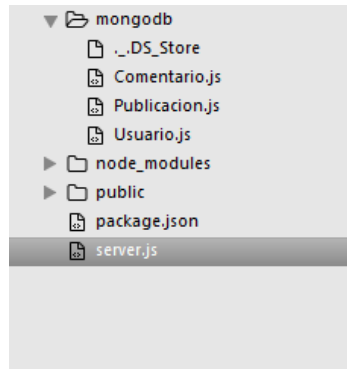 mongodb
._.DS_Store
Comentario.js
Publicacion.js
Usuario.js
node_modules
public
package.json
server.js